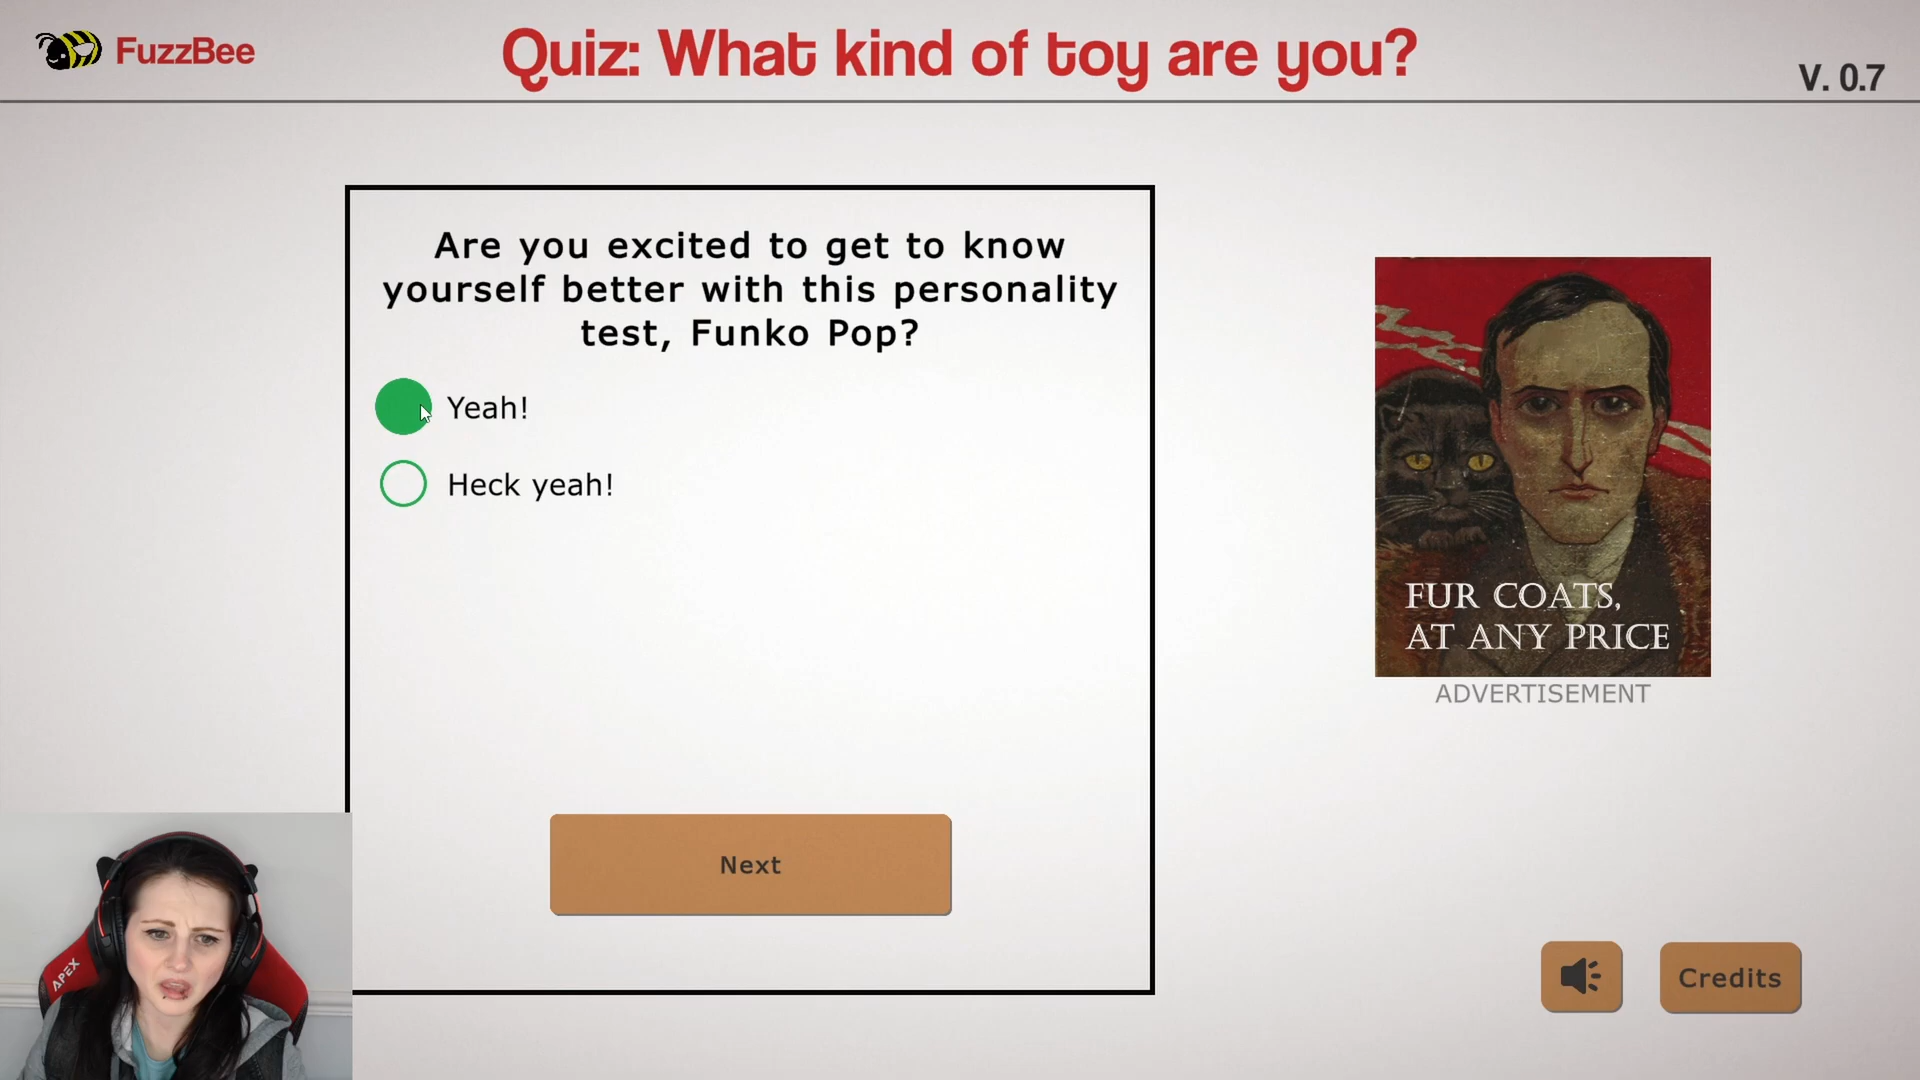 FuzzBee
Quiz: What kind of toy are you?
V. 0.7
Are you excited to get to know
yourself better with this personality
test, Funko Pop?
Yeah!
Heck yeah!
Next
FUR COATS,
AT ANY PRICE
ADVERTISEMENT
APEX
Credits